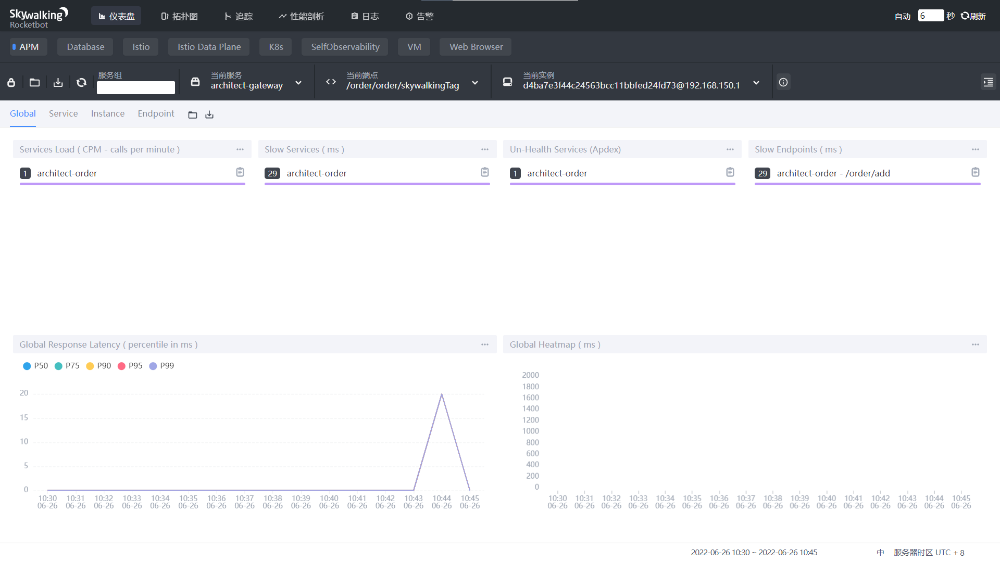 Skywalking
Rocketbot
仪表盘 拓扑图 追踪 性能剖析 日志 告警
自动 6 秒 刷新
APM Database Istio Istio Data Plane K8s SelfObservability VM Web Browser
服务组
当前服务
architect-gateway
当前端点
/order/order/skywalkingTag
当前实例
d4ba7e3f44c24563bcc11bbfed24fd73@192.168.150.1
Global Service Instance Endpoint
Services Load ( CPM - calls per minute )
1 architect-order
Slow Services ( ms )
29 architect-order
Un-Health Services (Apdex)
1 architect-order
Slow Endpoints ( ms )
29 architect-order - /order/add
Global Response Latency ( percentile in ms )
P50 P75 P90 P95 P99
20
15
10
5
0
10:30 10:31 10:32 10:33 10:34 10:35 10:36 10:37 10:38 10:39 10:40 10:41 10:42 10:43 10:44 10:45
06-26 06-26 06-26 06-26 06-26 06-26 06-26 06-26 06-26 06-26 06-26 06-26 06-26 06-26 06-26 06-26
Global Heatmap ( ms )
2000
1800
1600
1400
1200
1000
800
600
400
200
0
10:30 10:31 10:32 10:33 10:34 10:35 10:36 10:37 10:38 10:39 10:40 10:41 10:42 10:43 10:44 10:45
06-26 06-26 06-26 06-26 06-26 06-26 06-26 06-26 06-26 06-26 06-26 06-26 06-26 06-26 06-26 06-26
2022-06-26 10:30 ~ 2022-06-26 10:45 中 服务器时区 UTC + 8